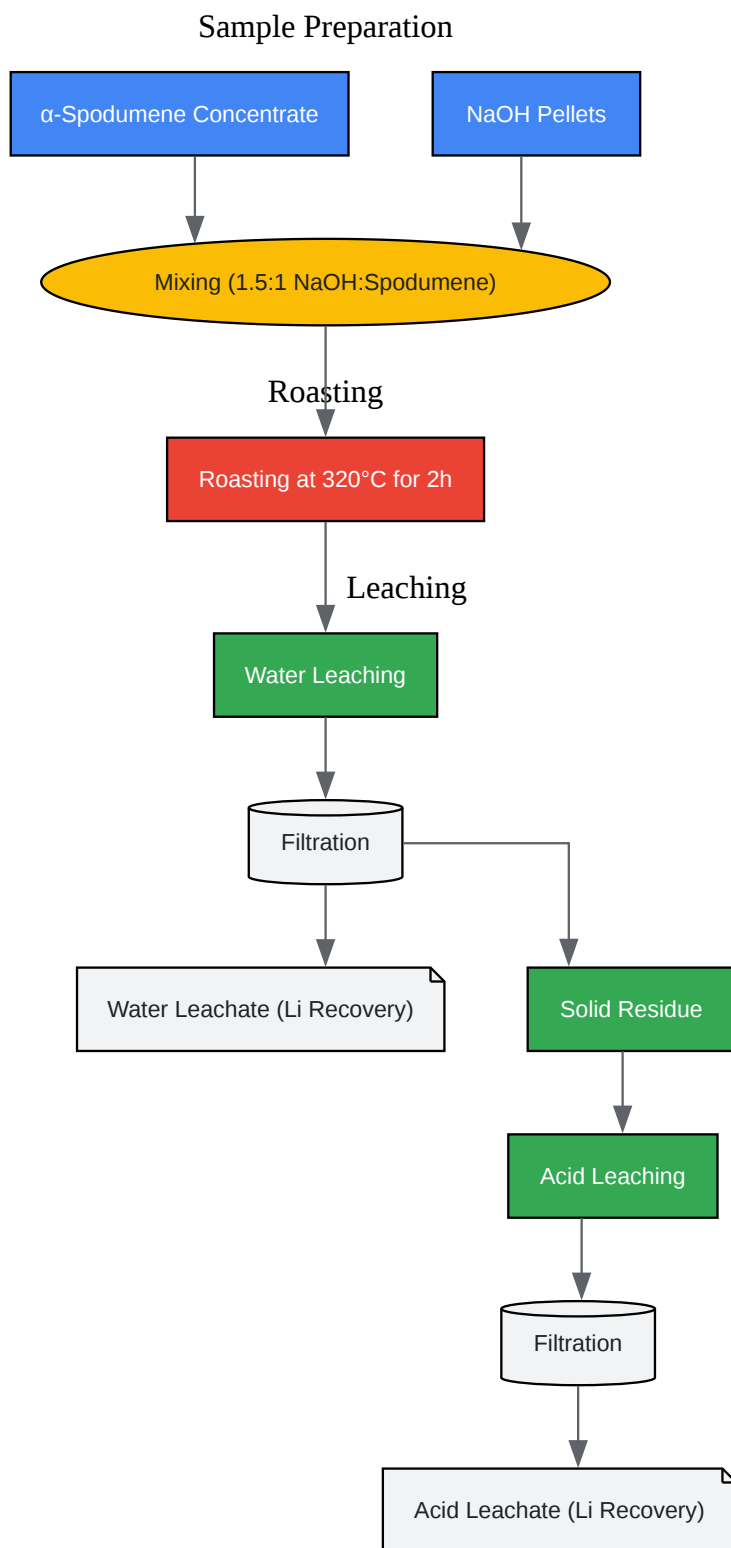 Sample Preparation
α-Spodumene Concentrate
NaOH Pellets
Mixing (1.5:1 NaOH:Spodumene)
Roasting
Roasting at 320°C for 2h
Leaching
Water Leaching
Filtration
Water Leachate (Li Recovery)
Solid Residue
Acid Leaching
Filtration
Acid Leachate (Li Recovery)